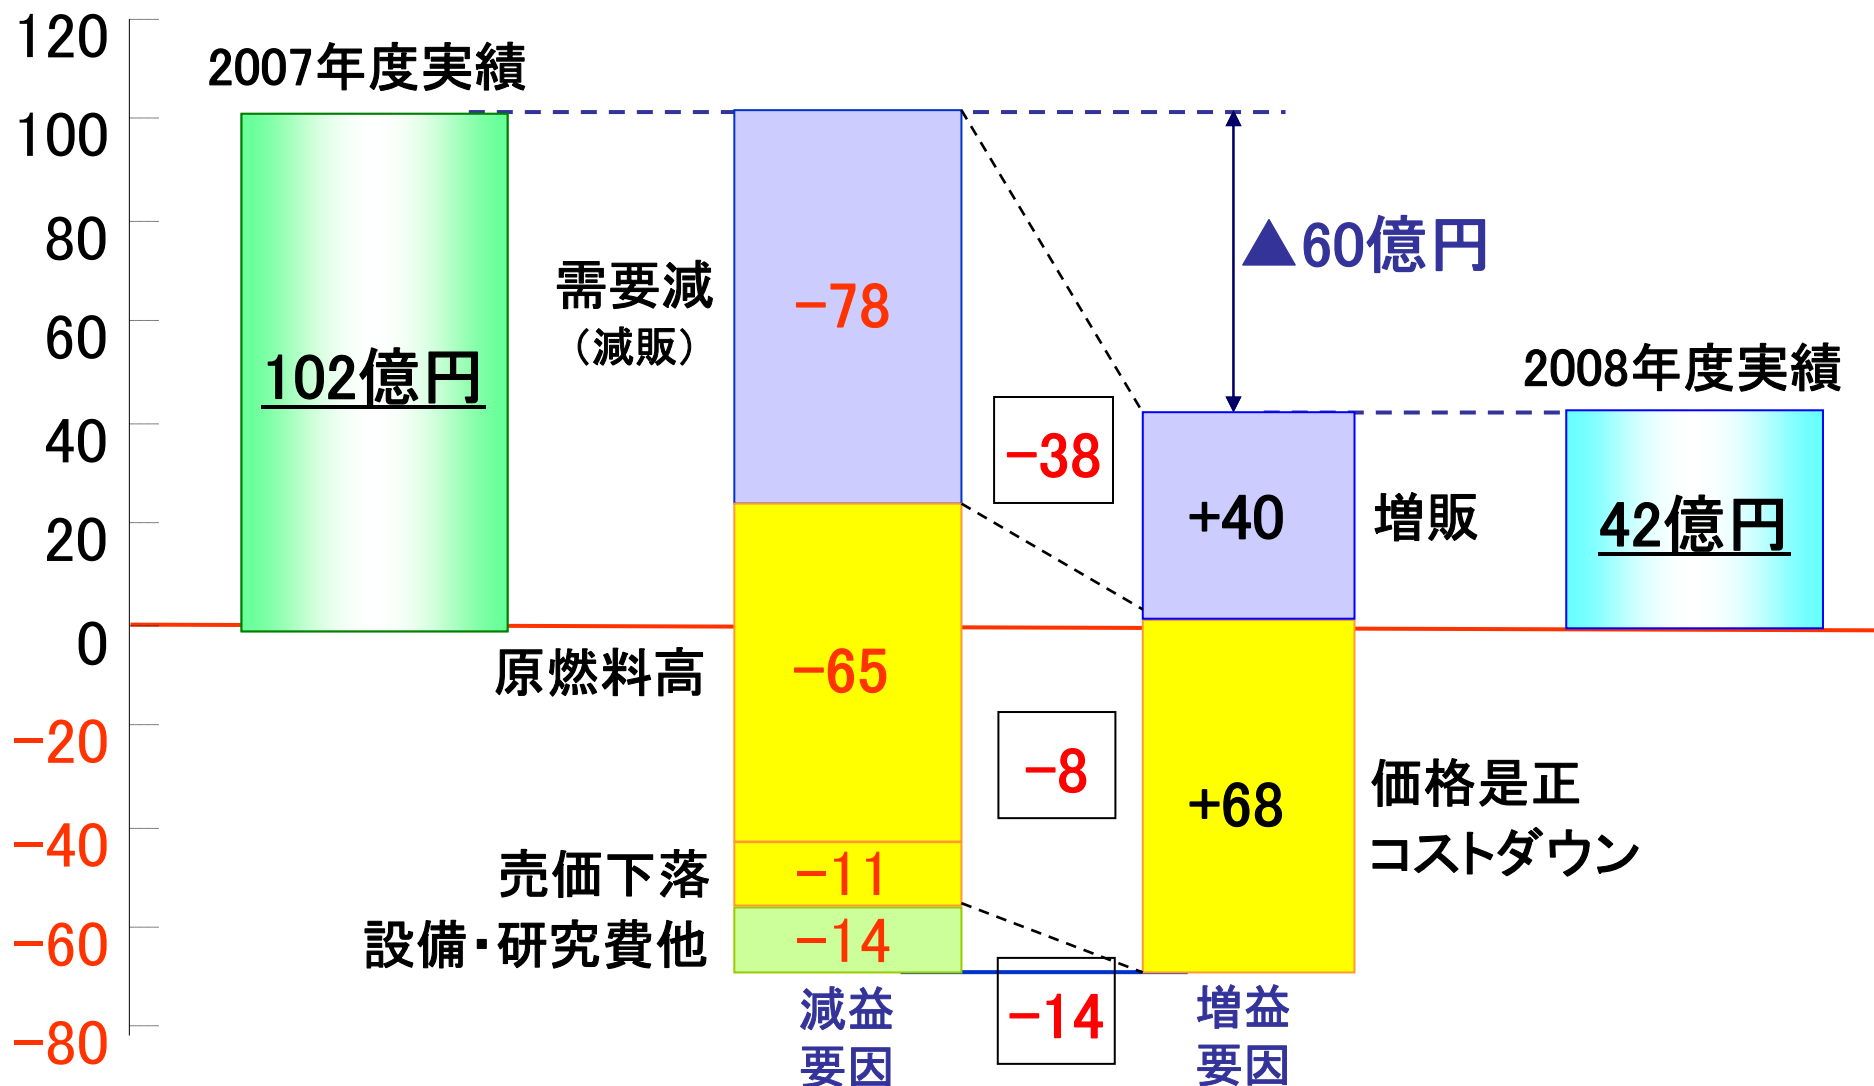 120
100
80
60
40
20
0
−20
−40
−60
−80
2007年度実績
102億円
需要減
（減販）
−78
原燃料高
−65
売価下落
−11
設備・研究費他
−14
減益
要因
−38
−8
−14
▲60億円
+40
増販
+68
価格是正
コストダウン
増益
要因
2008年度実績
42億円